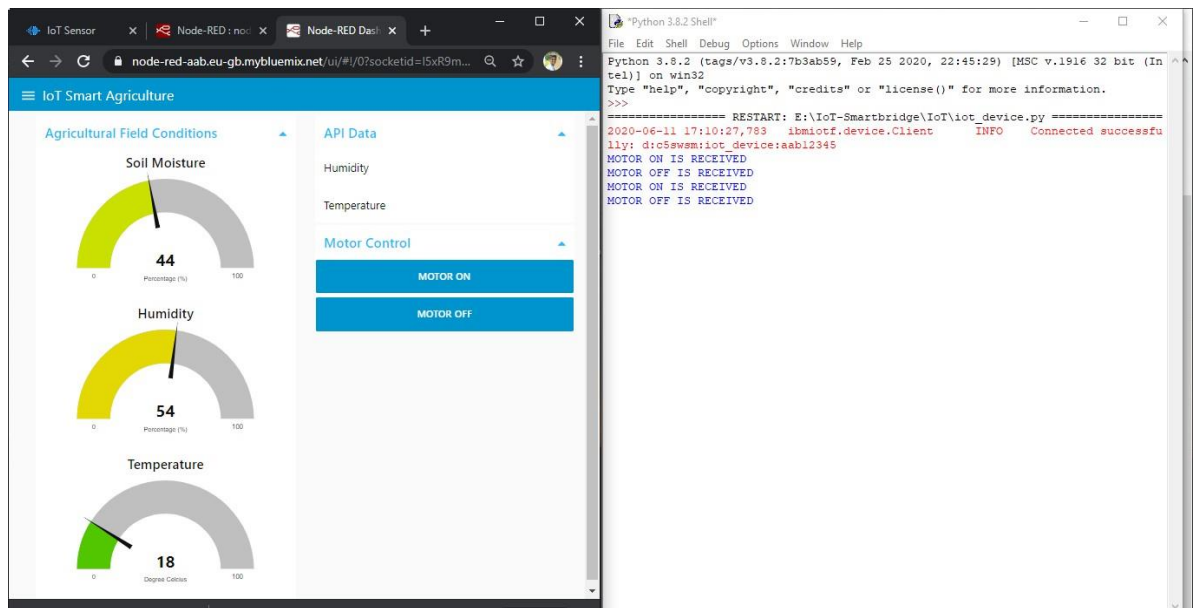 IoT Sensor
Node-RED : nod
Node-RED Dash
node-red-aab.eu-gb.mybluemix.net/ui/#!/0?socketid=I5xR9m...
IoT Smart Agriculture
Agricultural Field Conditions
Soil Moisture
44
0
Percentage (%)
100
Humidity
54
0
Percentage (%)
100
Temperature
18
0
Degree Celcius
100
API Data
Humidity
Temperature
Motor Control
MOTOR ON
MOTOR OFF
*Python 3.8.2 Shell*
File Edit Shell Debug Options Window Help
Python 3.8.2 (tags/v3.8.2:7b3ab59, Feb 25 2020, 22:45:29) [MSC v.1916 32 bit (In
tel)] on win32
Type "help", "copyright", "credits" or "license()" for more information.
>>>
================= RESTART: E:\IoT-Smartbridge\IoT\iot_device.py ================
2020-06-11 17:10:27,783 ibmiotf.device.Client INFO Connected successfu
lly: d:c5swsm:iot_device:aab12345
MOTOR ON IS RECEIVED
MOTOR OFF IS RECEIVED
MOTOR ON IS RECEIVED
MOTOR OFF IS RECEIVED